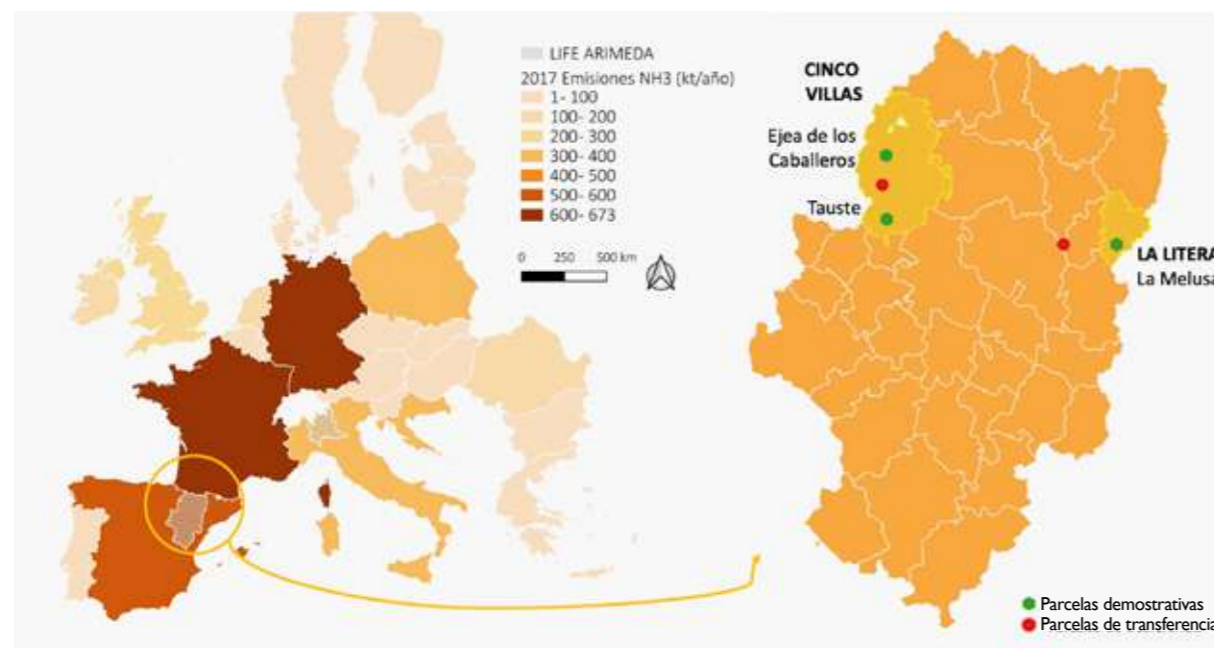 LIFE ARIMEDA
2017 Emisiones NH3 (kt/año)
1- 100
100- 200
200- 300
300- 400
400- 500
500- 600
600- 673
0 250 500 km
CINCO
VILLAS
Ejea de los
Caballeros
Tauste
LA LITERA
La Melusa
Parcelas demostrativas
Parcelas de transferencia